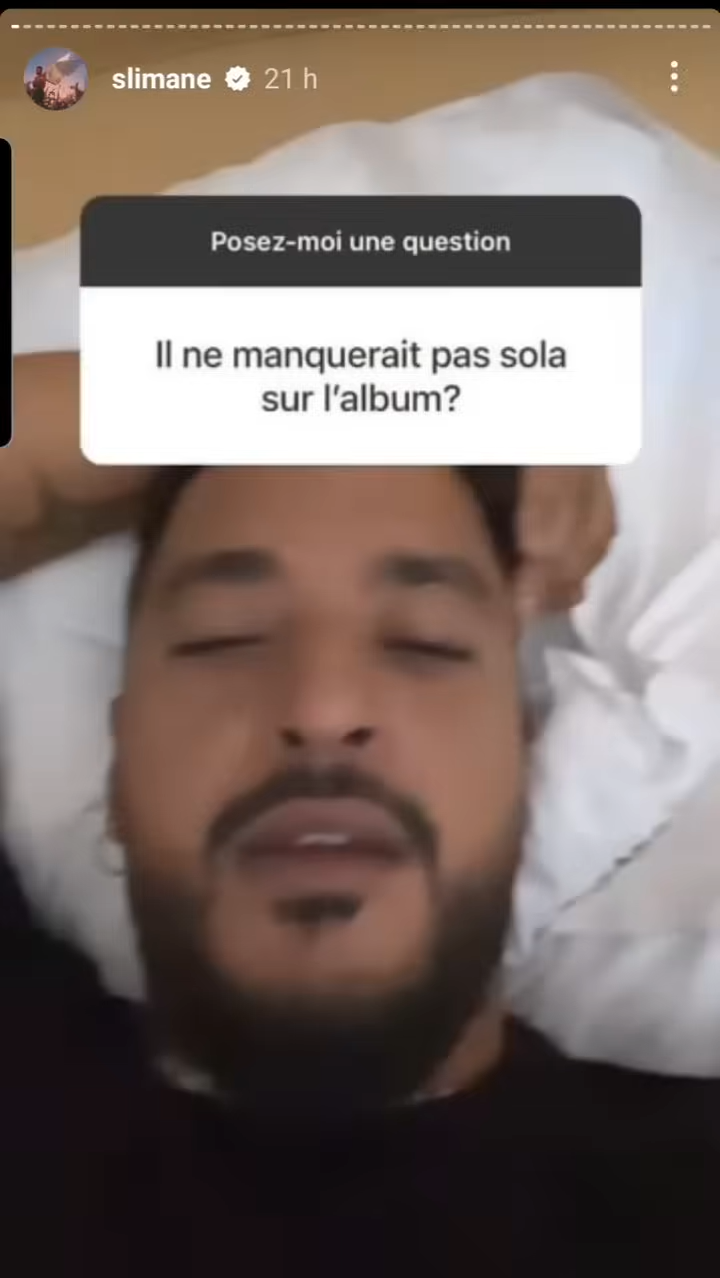 slimane 21 h
Posez-moi une question
Il ne manquerait pas sola
sur l’album?